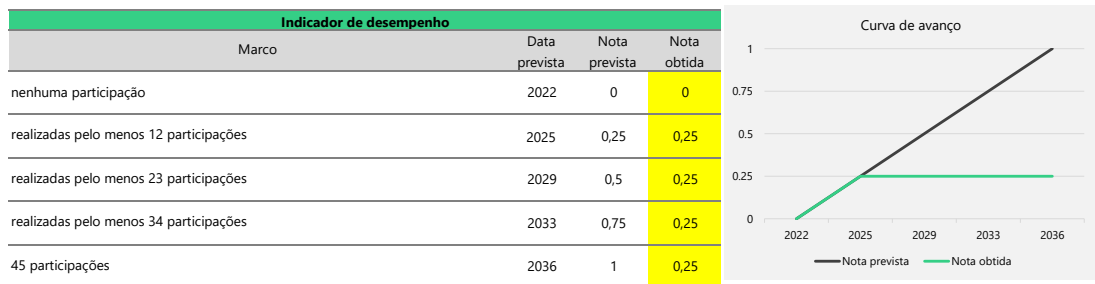 Indicador de desempenho
Marco
Data prevista
Nota prevista
Nota obtida
nenhuma participação 2022 0 0
realizadas pelo menos 12 participações 2025 0,25 0,25
realizadas pelo menos 23 participações 2029 0,5 0,25
realizadas pelo menos 34 participações 2033 0,75 0,25
45 participações 2036 1 0,25
Curva de avanço
1
0.75
0.5
0.25
0
2022 2025 2029 2033 2036
Nota prevista Nota obtida